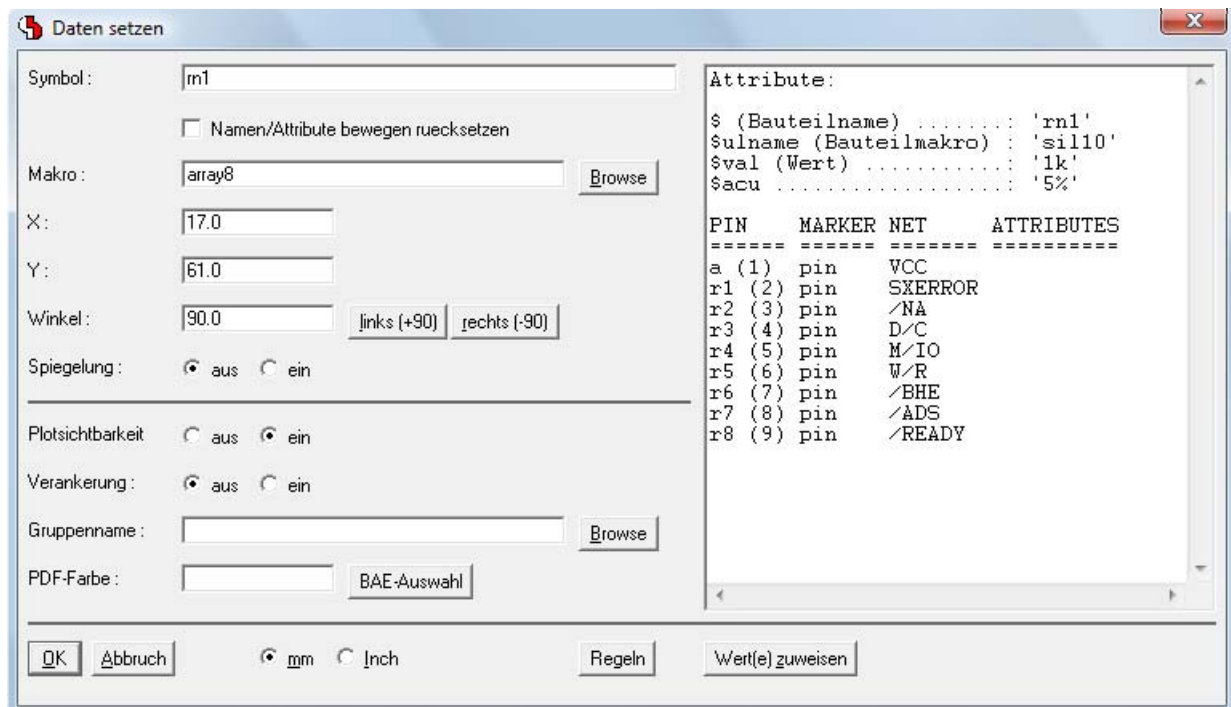 Daten setzen
Symbol :
rn1
Namen/Attribute bewegen ruecksetzen
Makro :
array8
Browse
X :
17.0
Y :
61.0
Winkel :
90.0
links (+90)
rechts (-90)
Spiegelung :
aus
ein
Plotsichtbarkeit
aus
ein
Verankerung :
aus
ein
Gruppenname :
Browse
PDF-Farbe :
BAE-Auswahl
Attribute:
$ (Bauteilname) .......: 'rn1'
$ulname (Bauteilmakro) : 'sil10'
$val (Wert) ...........: '1k'
$acu ..................: '5%'
PIN MARKER NET ATTRIBUTES
====== ====== ======= ==========
a (1) pin VCC
r1 (2) pin SXERROR
r2 (3) pin /NA
r3 (4) pin D/C
r4 (5) pin M/IO
r5 (6) pin W/R
r6 (7) pin /BHE
r7 (8) pin /ADS
r8 (9) pin /READY
OK
Abbruch
mm
Inch
Regeln
Wert(e) zuweisen